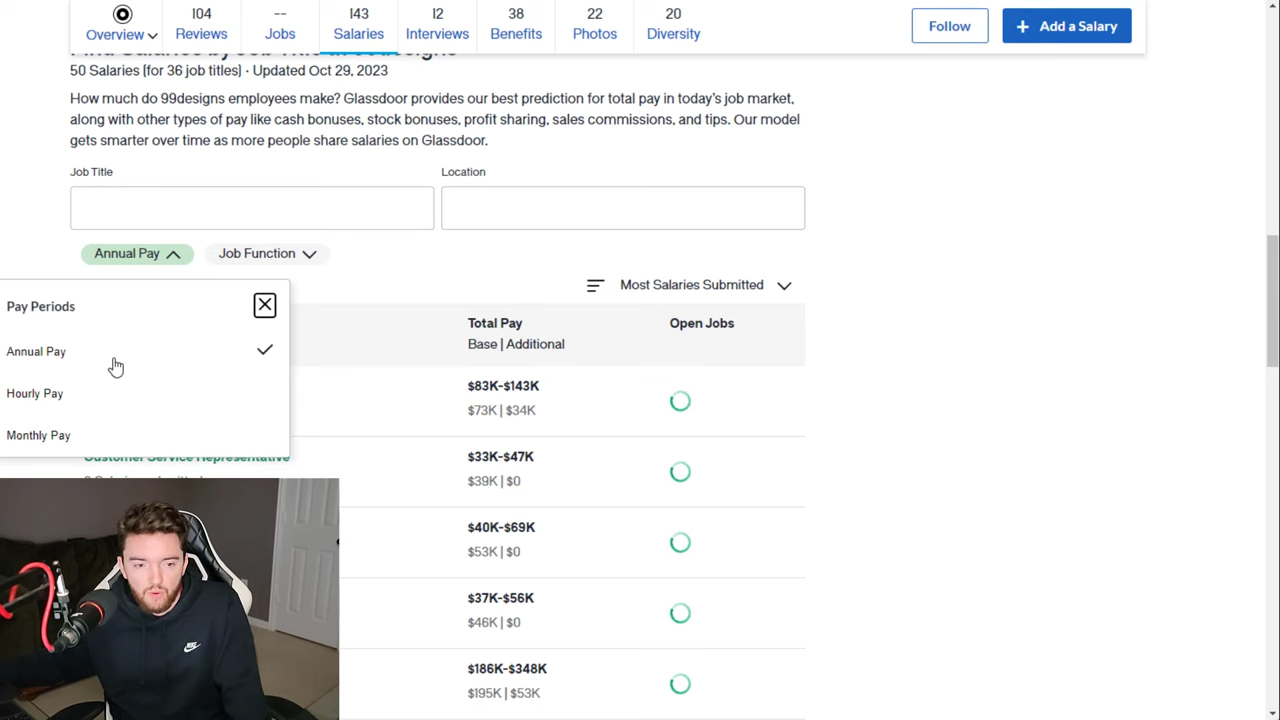 104
--
143
12
38
22
20
Overview
Reviews
Jobs
Salaries
Interviews
Benefits
Photos
Diversity
Follow
+ Add a Salary
50 Salaries (for 36 job titles) · Updated Oct 29, 2023
How much do 99designs employees make? Glassdoor provides our best prediction for total pay in today's job market,
along with other types of pay like cash bonuses, stock bonuses, profit sharing, sales commissions, and tips. Our model
gets smarter over time as more people share salaries on Glassdoor.
Job Title
Location
Annual Pay
Job Function
Most Salaries Submitted
Pay Periods
Annual Pay
Hourly Pay
Monthly Pay
Total Pay
Base | Additional
Open Jobs
$83K-$143K
$73K | $34K
Customer Service Representative
$33K-$47K
$39K | $0
$40K-$69K
$53K | $0
$37K-$56K
$46K | $0
$186K-$348K
$195K | $53K